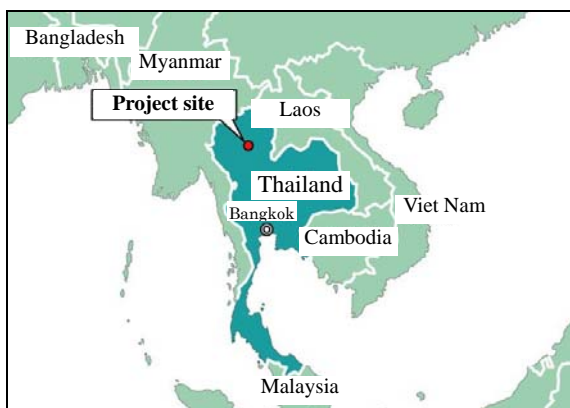 Bangladesh
Myanmar
Project site
Laos
Thailand
Bangkok
Viet Nam
Cambodia
Malaysia